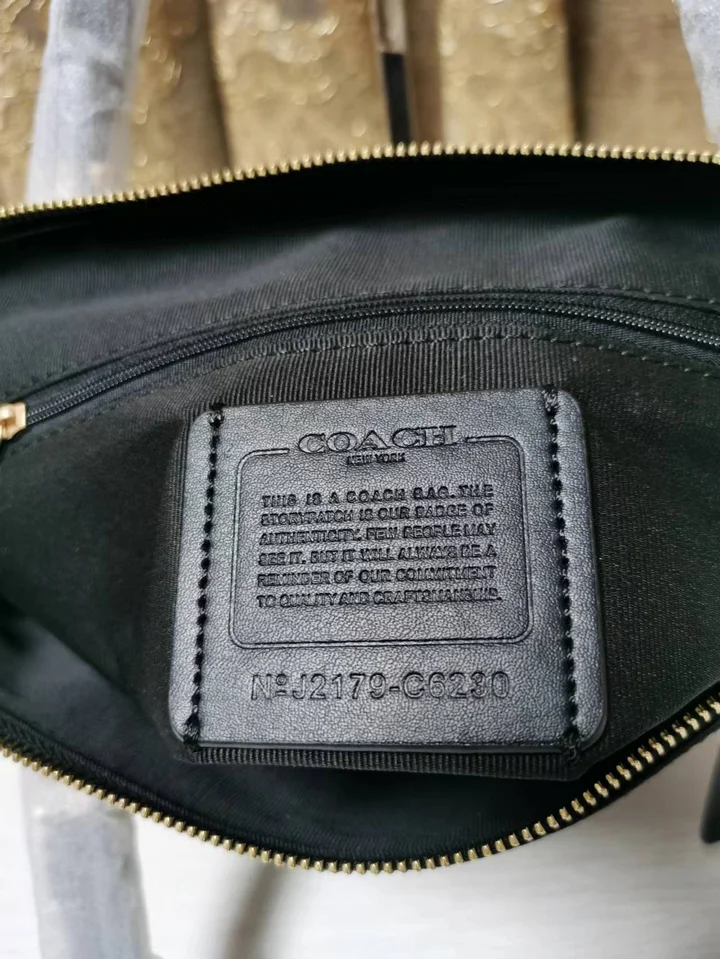 COACH
NEW YORK
THIS IS A COACH BAG. THE
STORYPATCH IS OUR BADGE OF
AUTHENTICITY. FEW PEOPLE MAY
SEE IT. BUT IT WILL ALWAYS BE A
REMINDER OF OUR COMMITMENT
TO QUALITY AND CRAFTSMANSHIP.
NºJ2179-C6230